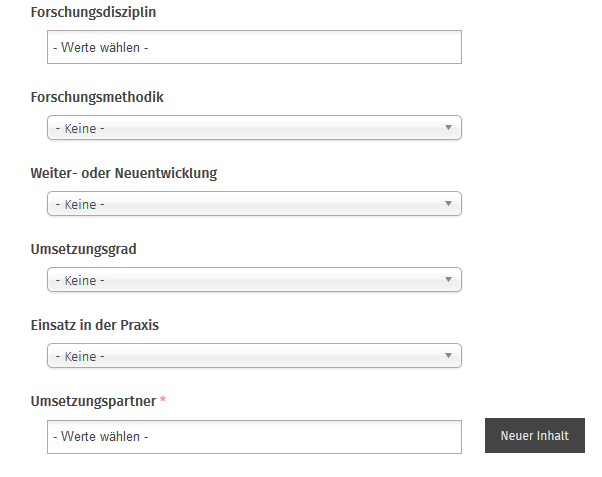 Forschungsdisziplin
- Werte wählen -
Forschungsmethodik
- Keine -
Weiter- oder Neuentwicklung
- Keine -
Umsetzungsgrad
- Keine -
Einsatz in der Praxis
- Keine -
Umsetzungspartner *
- Werte wählen -
Neuer Inhalt